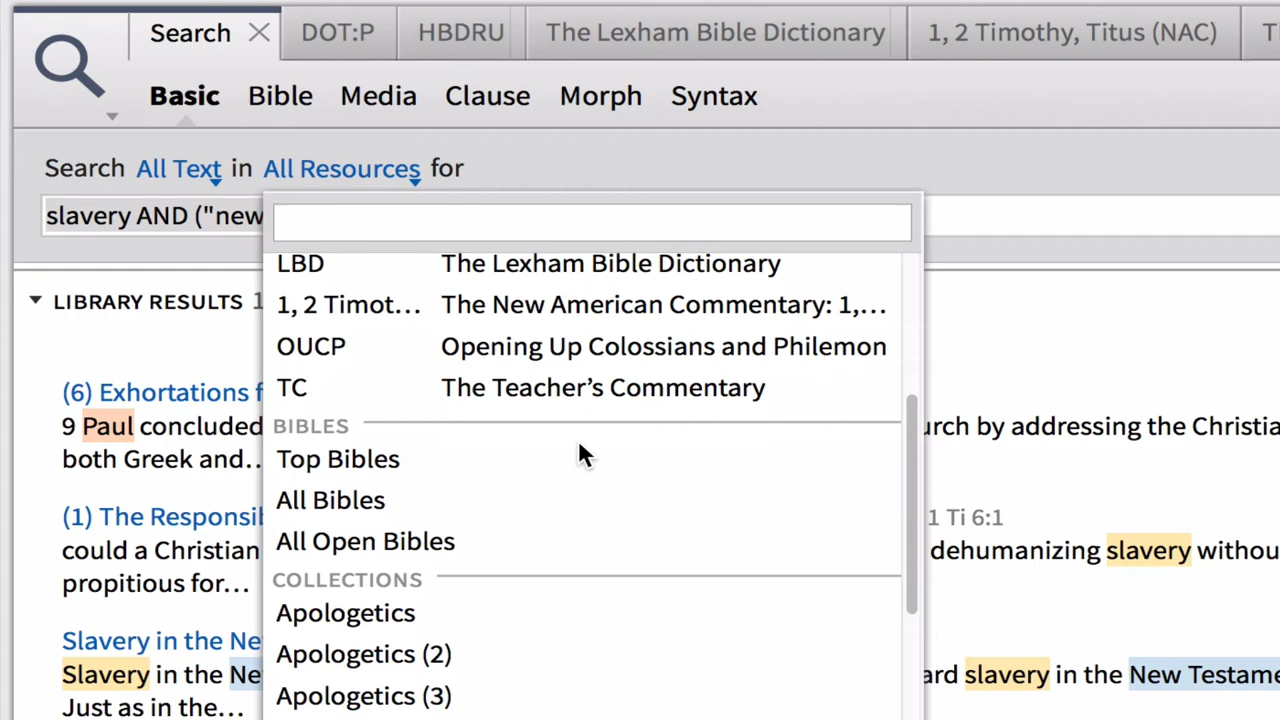 Search DOT:P HBDRU The Lexham Bible Dictionary 1, 2 Timothy, Titus (NAC)
Basic Bible Media Clause Morph Syntax
Search All Text in All Resources for
slavery AND ("new
LBD The Lexham Bible Dictionary
LIBRARY RESULTS
1, 2 Timot… The New American Commentary: 1,…
OUCP Opening Up Colossians and Philemon
TC The Teacher’s Commentary
(6) Exhortations
9 Paul concluded
both Greek and…
BIBLES
urch by addressing the Christia
Top Bibles
All Bibles
All Open Bibles
(1) The Responsi
1 Ti 6:1
could a Christian
dehumanizing slavery withou
propitious for…
COLLECTIONS
Apologetics
Apologetics (2)
Apologetics (3)
Slavery in the Ne
Slavery in the Ne
ard slavery in the New Testame
Just as in the…